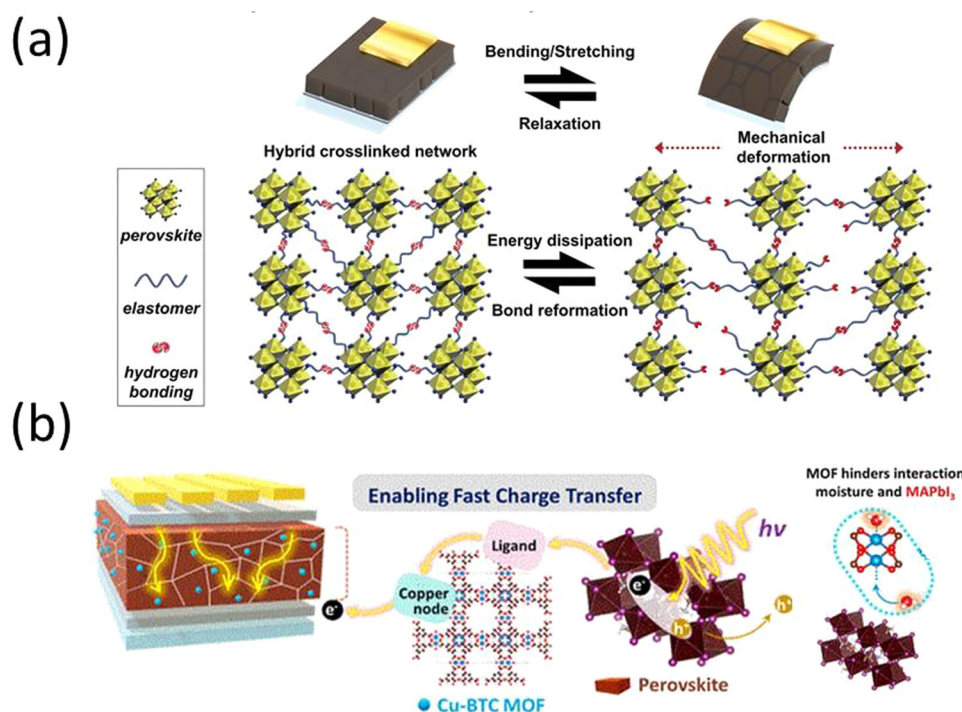 (a)
Bending/Stretching
Relaxation
Hybrid crosslinked network
Mechanical
deformation
perovskite
elastomer
hydrogen
bonding
Energy dissipation
Bond reformation
(b)
Enabling Fast Charge Transfer
MOF hinders interaction
moisture and MAPbI3
Ligand
hν
Copper
node
e-
e-
h+
h+
Perovskite
Cu-BTC MOF